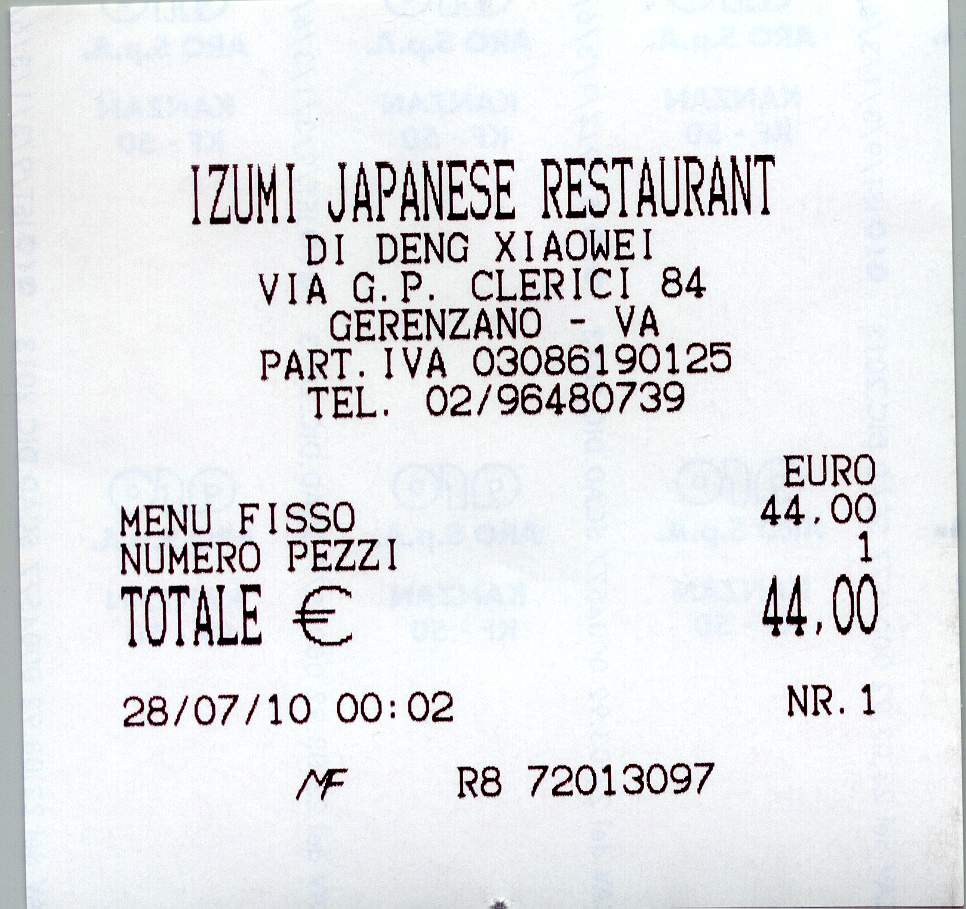 IZUMI JAPANESE RESTAURANT
DI DENG XIAOWEI
VIA G.P. CLERICI 84
GERENZANO - VA
PART.IVA 03086190125
TEL. 02/96480739
EURO
MENU FISSO 44,00
NUMERO PEZZI 1
TOTALE € 44,00
28/07/10 00:02 NR.1
MF R8 72013097